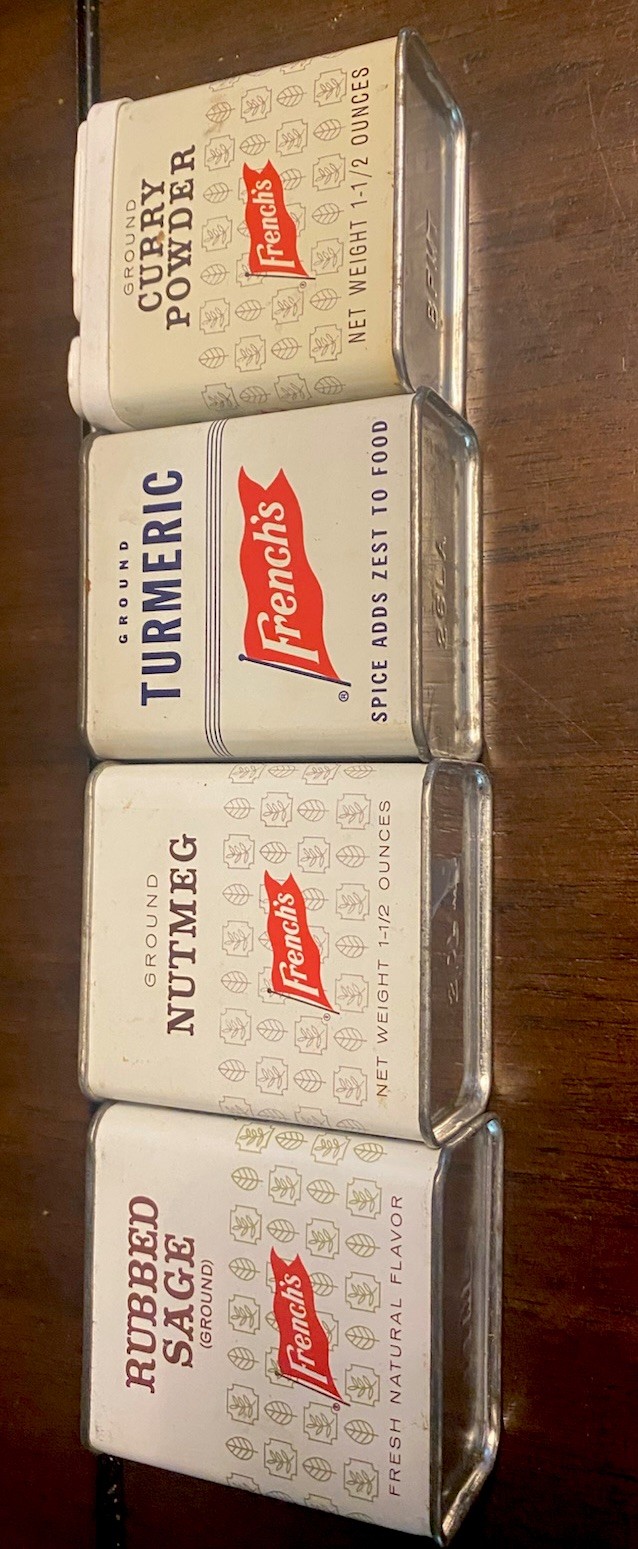 RUBBED
SAGE
(GROUND)
French's
®
FRESH NATURAL FLAVOR
GROUND
NUTMEG
French's
®
NET WEIGHT 1-1/2 OUNCES
GROUND
TURMERIC
French's
®
SPICE ADDS ZEST TO FOOD
GROUND
CURRY
POWDER
French's
®
NET WEIGHT 1-1/2 OUNCES